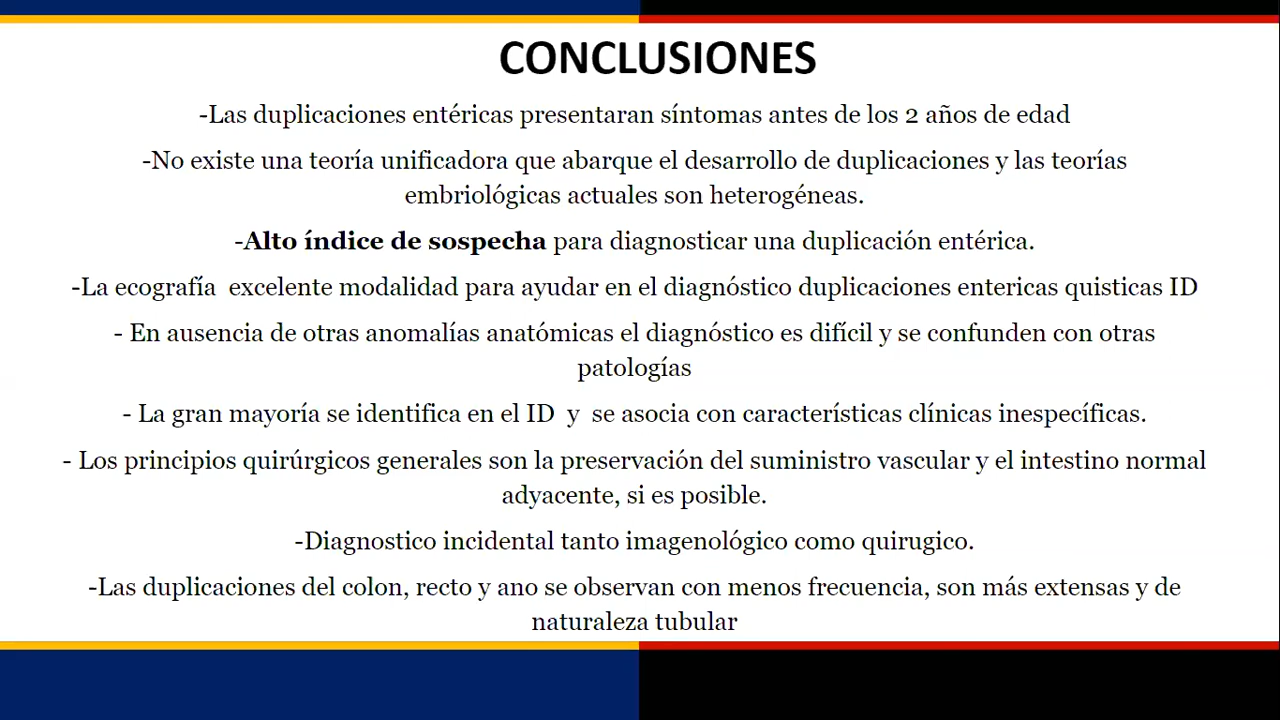 CONCLUSIONES
-Las duplicaciones entéricas presentaran síntomas antes de los 2 años de edad
-No existe una teoría unificadora que abarque el desarrollo de duplicaciones y las teorías
embriológicas actuales son heterogéneas.
-Alto índice de sospecha para diagnosticar una duplicación entérica.
-La ecografía  excelente modalidad para ayudar en el diagnóstico duplicaciones entericas quisticas ID
- En ausencia de otras anomalías anatómicas el diagnóstico es difícil y se confunden con otras
patologías
- La gran mayoría se identifica en el ID  y  se asocia con características clínicas inespecíficas.
- Los principios quirúrgicos generales son la preservación del suministro vascular y el intestino normal
adyacente, si es posible.
-Diagnostico incidental tanto imagenológico como quirugico.
-Las duplicaciones del colon, recto y ano se observan con menos frecuencia, son más extensas y de
naturaleza tubular